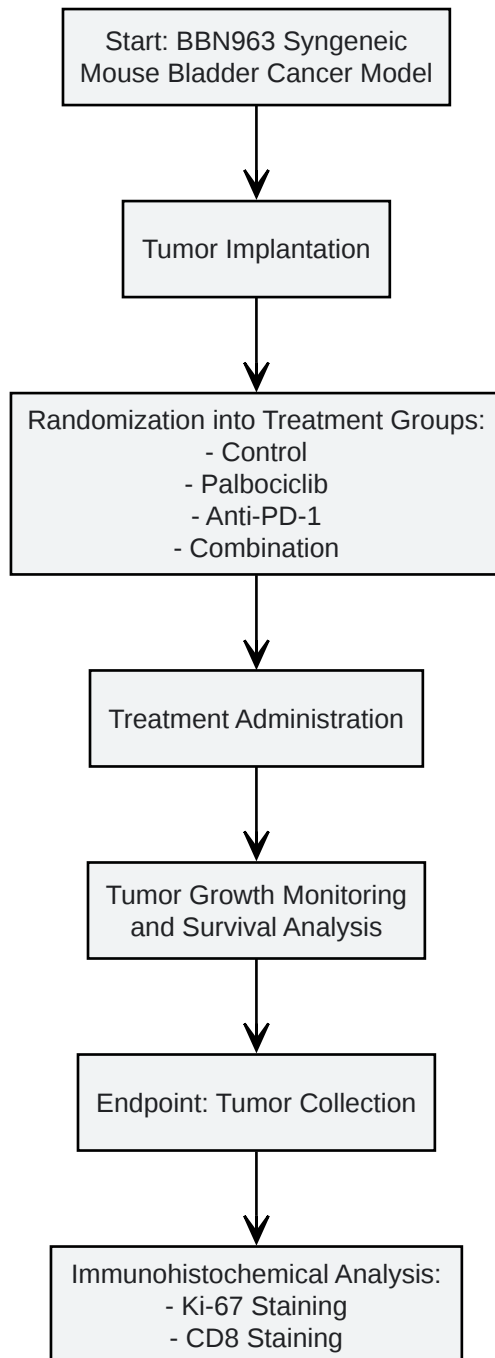 Start: BBN963 Syngeneic
Mouse Bladder Cancer Model
Tumor Implantation
Randomization into Treatment Groups:
- Control
- Palbociclib
- Anti-PD-1
- Combination
Treatment Administration
Tumor Growth Monitoring
and Survival Analysis
Endpoint: Tumor Collection
Immunohistochemical Analysis:
- Ki-67 Staining
- CD8 Staining